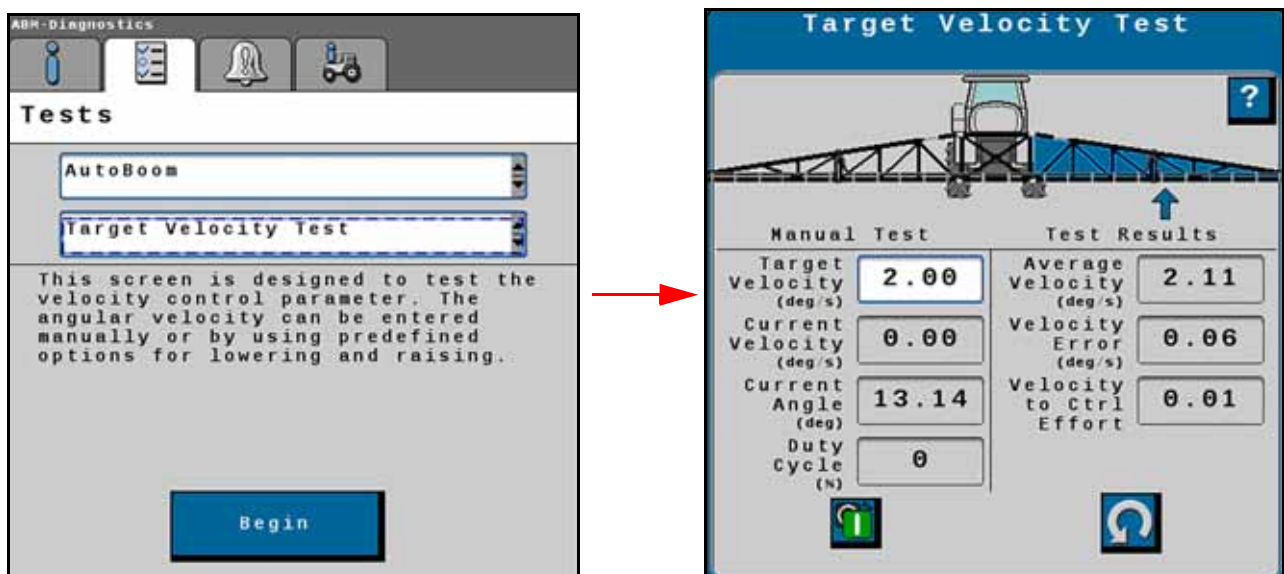 ABM-Diagnostics
Tests
AutoBoom
Target Velocity Test
This screen is designed to test the
velocity control parameter. The
angular velocity can be entered
manually or by using predefined
options for lowering and raising.
Begin
Target Velocity Test
?
Manual Test
Target
Velocity
(deg/s)
2.00
Current
Velocity
(deg/s)
0.00
Current
Angle
(deg)
13.14
Duty
Cycle
(%)
0
Test Results
Average
Velocity
(deg/s)
2.11
Velocity
Error
(deg/s)
0.06
Velocity
to Ctrl
Effort
0.01